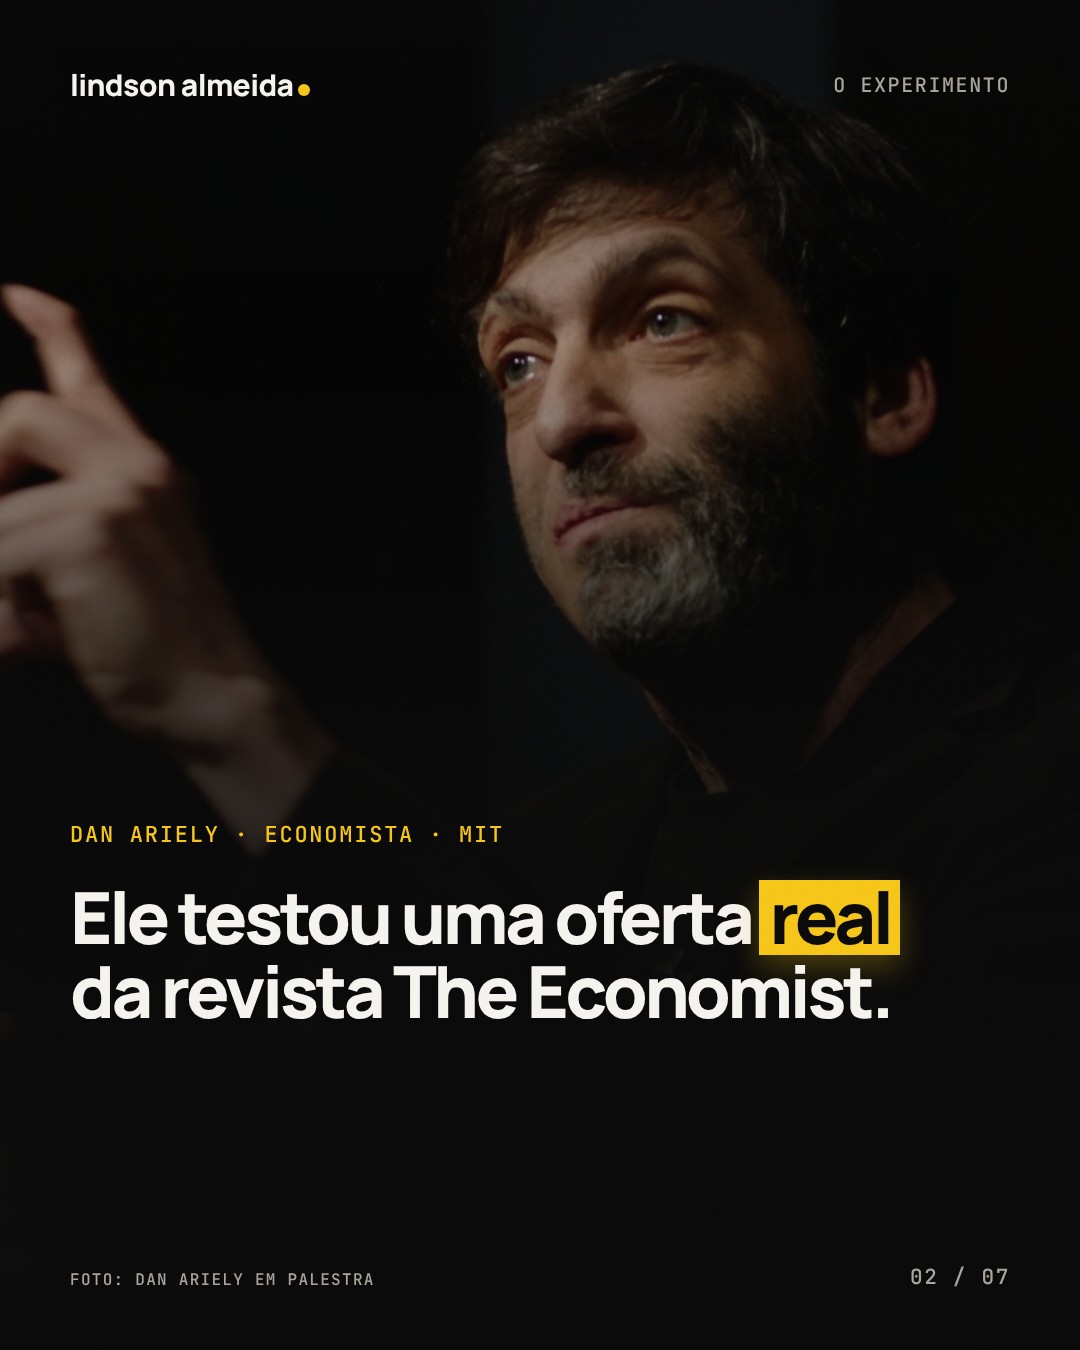 lindson almeida
O EXPERIMENTO
DAN ARIELY · ECONOMISTA · MIT
Ele testou uma oferta real
da revista The Economist.
FOTO: DAN ARIELY EM PALESTRA
02 / 07